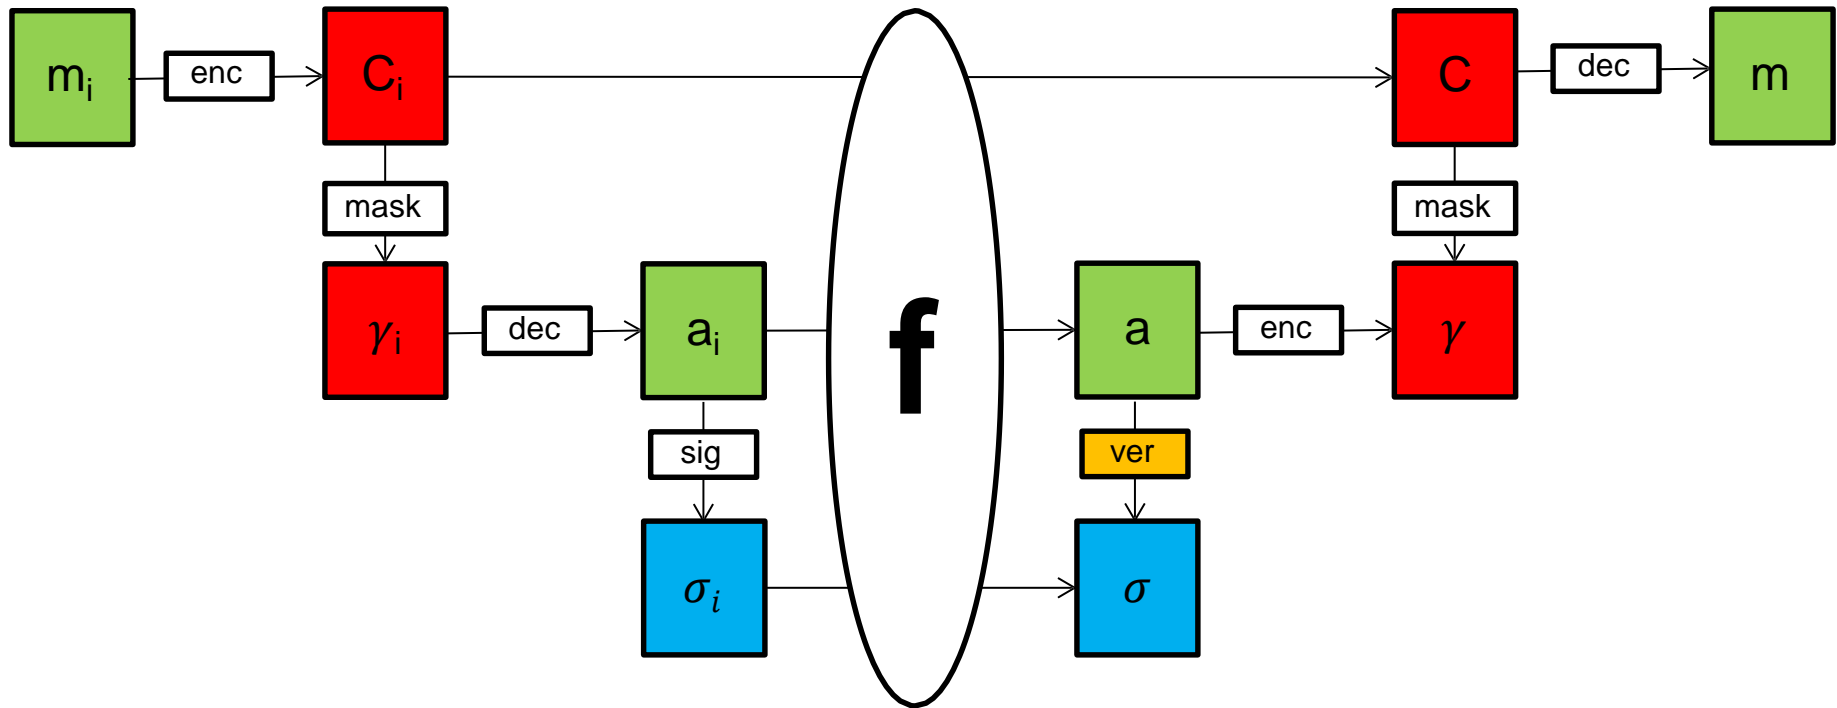 mᵢ
enc
Cᵢ
C
dec
m
mask
mask
γᵢ
dec
aᵢ
f
a
enc
γ
sig
ver
σᵢ
σ